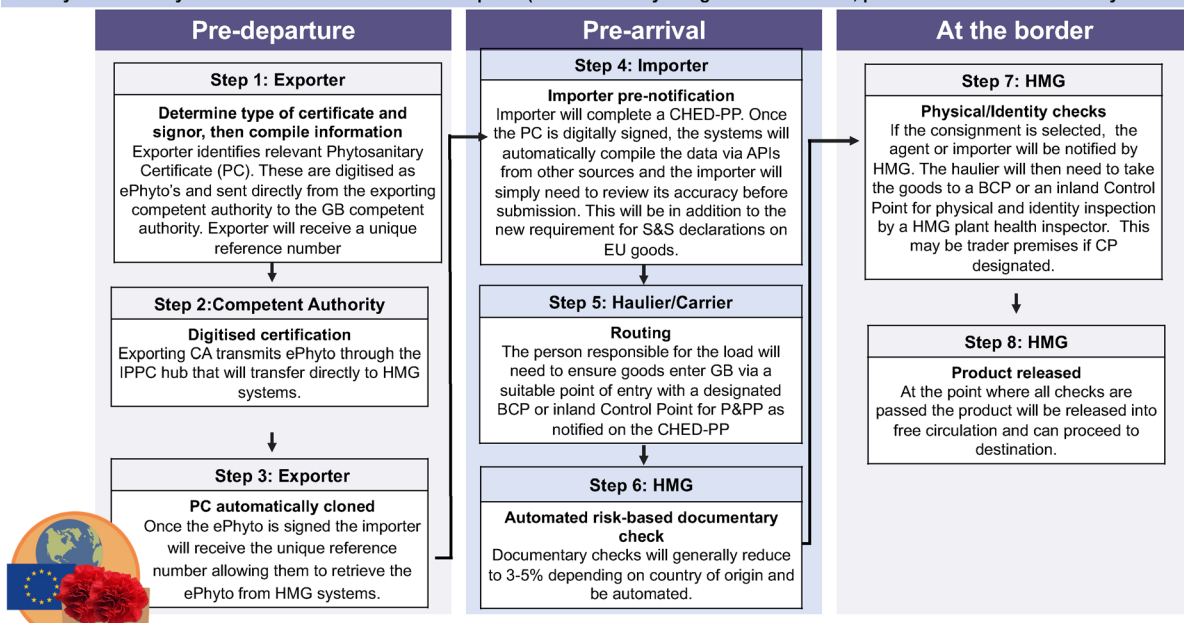 Pre-departure
Step 1: Exporter
Determine type of certificate and
signor, then compile information
Exporter identifies relevant Phytosanitary
Certificate (PC). These are digitised as
ePhyto's and sent directly from the exporting
competent authority to the GB competent
authority. Exporter will receive a unique
reference number
Step 2:Competent Authority
Digitised certification
Exporting CA transmits ePhyto through the
IPPC hub that will transfer directly to HMG
systems.
Step 3: Exporter
PC automatically cloned
Once the ePhyto is signed the importer
will receive the unique reference
number allowing them to retrieve the
ePhyto from HMG systems.
Pre-arrival
Step 4: Importer
Importer pre-notification
Importer will complete a CHED-PP. Once
the PC is digitally signed, the systems will
automatically compile the data via APIs
from other sources and the importer will
simply need to review its accuracy before
submission. This will be in addition to the
new requirement for S&S declarations on
EU goods.
Step 5: Haulier/Carrier
Routing
The person responsible for the load will
need to ensure goods enter GB via a
suitable point of entry with a designated
BCP or inland Control Point for P&PP as
notified on the CHED-PP
Step 6: HMG
Automated risk-based documentary
check
Documentary checks will generally reduce
to 3-5% depending on country of origin and
be automated.
At the border
Step 7: HMG
Physical/Identity checks
If the consignment is selected, the
agent or importer will be notified by
HMG. The haulier will then need to take
the goods to a BCP or an inland Control
Point for physical and identity inspection
by a HMG plant health inspector. This
may be trader premises if CP
designated.
Step 8: HMG
Product released
At the point where all checks are
passed the product will be released into
free circulation and can proceed to
destination.